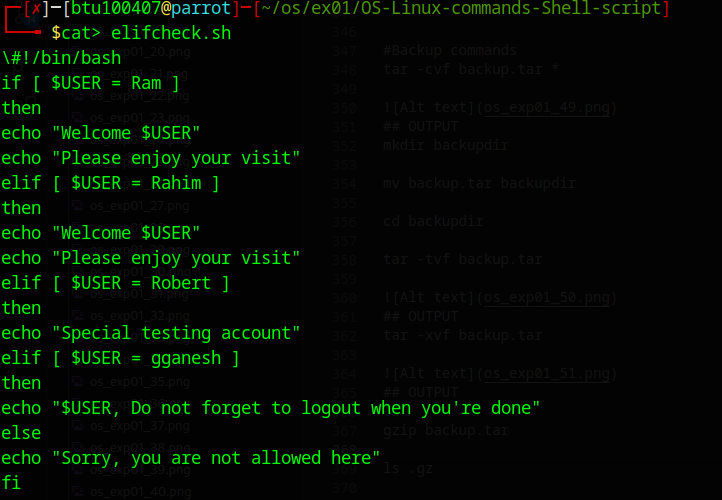 ┌─[✗]─[btu100407@parrot]─[~/os/ex01/OS-Linux-commands-Shell-script]
└──╼ $cat> elifcheck.sh
\#!/bin/bash
if [ $USER = Ram ]
then
echo "Welcome $USER"
echo "Please enjoy your visit"
elif [ $USER = Rahim ]
then
echo "Welcome $USER"
echo "Please enjoy your visit"
elif [ $USER = Robert ]
then
echo "Special testing account"
elif [ $USER = gganesh ]
then
echo "$USER, Do not forget to logout when you're done"
else
echo "Sorry, you are not allowed here"
fi
os_exp01_20.png
os_exp01_22.png
os_exp01_23.png
os_exp01_27.png
os_exp01_31.png
os_exp01_32.png
os_exp01_35.png
os_exp01_36.png
os_exp01_37.png
os_exp01_38.png
os_exp01_39.png
os_exp01_40.png
346
347 #Backup commands
348 tar -cvf backup.tar *
349
350 ![Alt text](os_exp01_49.png)
351 ## OUTPUT
352 mkdir backupdir
353
354 mv backup.tar backupdir
355
356 cd backupdir
357
358 tar -tvf backup.tar
359
360 ![Alt text](os_exp01_50.png)
361 ## OUTPUT
362 tar -xvf backup.tar
363
364 ![Alt text](os_exp01_51.png)
## OUTPUT
367 gzip backup.tar
ls .gz
370